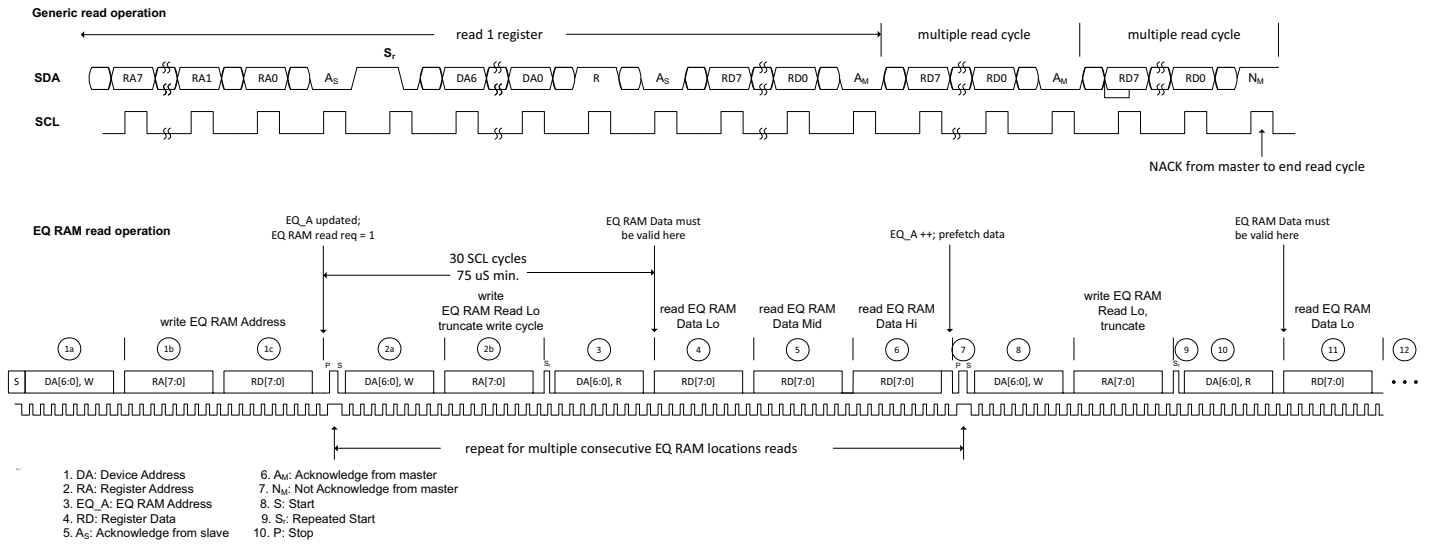 Generic read operation
read 1 register
multiple read cycle
multiple read cycle
Sr
SDA
RA7
RA1
RA0
AS
DA6
DA0
R
AS
RD7
RD0
AM
RD7
RD0
AM
RD7
RD0
NM
SCL
NACK from master to end read cycle
EQ RAM read operation
EQ_A updated;
EQ RAM read req = 1
EQ RAM Data must
be valid here
EQ_A ++; prefetch data
EQ RAM Data must
be valid here
30 SCL cycles
75 uS min.
write EQ RAM Address
write
EQ RAM Read Lo
truncate write cycle
read EQ RAM
Data Lo
read EQ RAM
Data Mid
read EQ RAM
Data Hi
write EQ RAM
Read Lo,
truncate
read EQ RAM
Data Lo
1a
1b
1c
2a
2b
3
4
5
6
7
8
9
10
11
12
P S
Sr
P S
Sr
S
DA[6:0], W
RA[7:0]
RD[7:0]
DA[6:0], W
RA[7:0]
DA[6:0], R
RD[7:0]
RD[7:0]
RD[7:0]
DA[6:0], W
RA[7:0]
DA[6:0], R
RD[7:0]
• • •
repeat for multiple consecutive EQ RAM locations reads
1. DA: Device Address
2. RA: Register Address
3. EQ_A: EQ RAM Address
4. RD: Register Data
5. AS: Acknowledge from slave
6. AM: Acknowledge from master
7. NM: Not Acknowledge from master
8. S: Start
9. Sr: Repeated Start
10. P: Stop